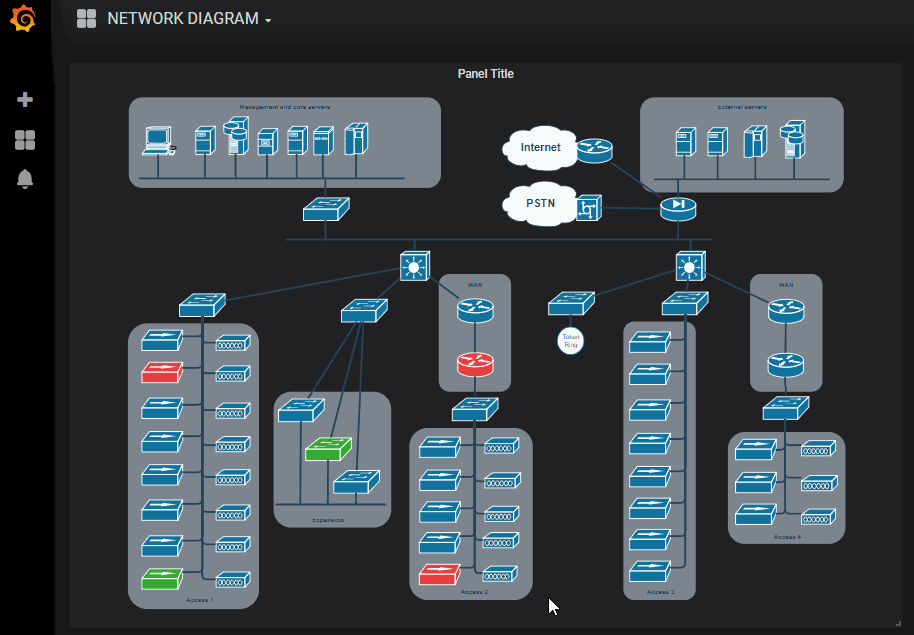 NETWORK DIAGRAM
Panel Title
Management and core servers
External servers
Internet
PSTN
WAN
WAN
Token
Ring
Expansion
Access 1
Access 2
Access 3
Access 4